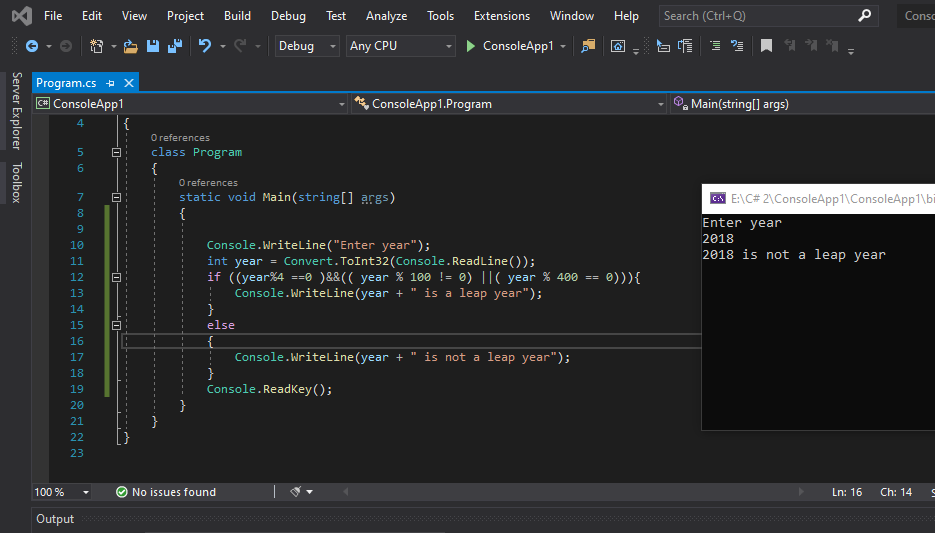 File Edit View Project Build Debug Test Analyze Tools Extensions Window Help Search (Ctrl+Q) Conso
Debug Any CPU ConsoleApp1
Server Explorer
Toolbox
Program.cs
C# ConsoleApp1 ConsoleApp1.Program Main(string[] args)
4 {
0 references
5 class Program
6 {
0 references
7 static void Main(string[] args)
8 {
9
10 Console.WriteLine("Enter year");
11 int year = Convert.ToInt32(Console.ReadLine());
12 if ((year%4 ==0 )&&(( year % 100 != 0) ||( year % 400 == 0))){
13 Console.WriteLine(year + " is a leap year");
14 }
15 else
16 {
17 Console.WriteLine(year + " is not a leap year");
18 }
19 Console.ReadKey();
20 }
21 }
22 }
23
E:\C# 2\ConsoleApp1\ConsoleApp1\bi
Enter year
2018
2018 is not a leap year
100 % No issues found Ln: 16 Ch: 14
Output